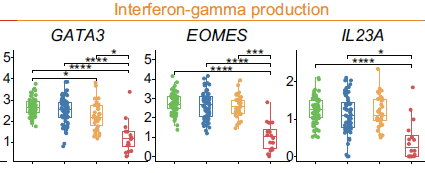 Interferon-gamma production
GATA3 EOMES IL23A
* *** *
**** **** ****
**** ****
*
5 5
4 4
3 3 2
2 2 1
1 1
0 0